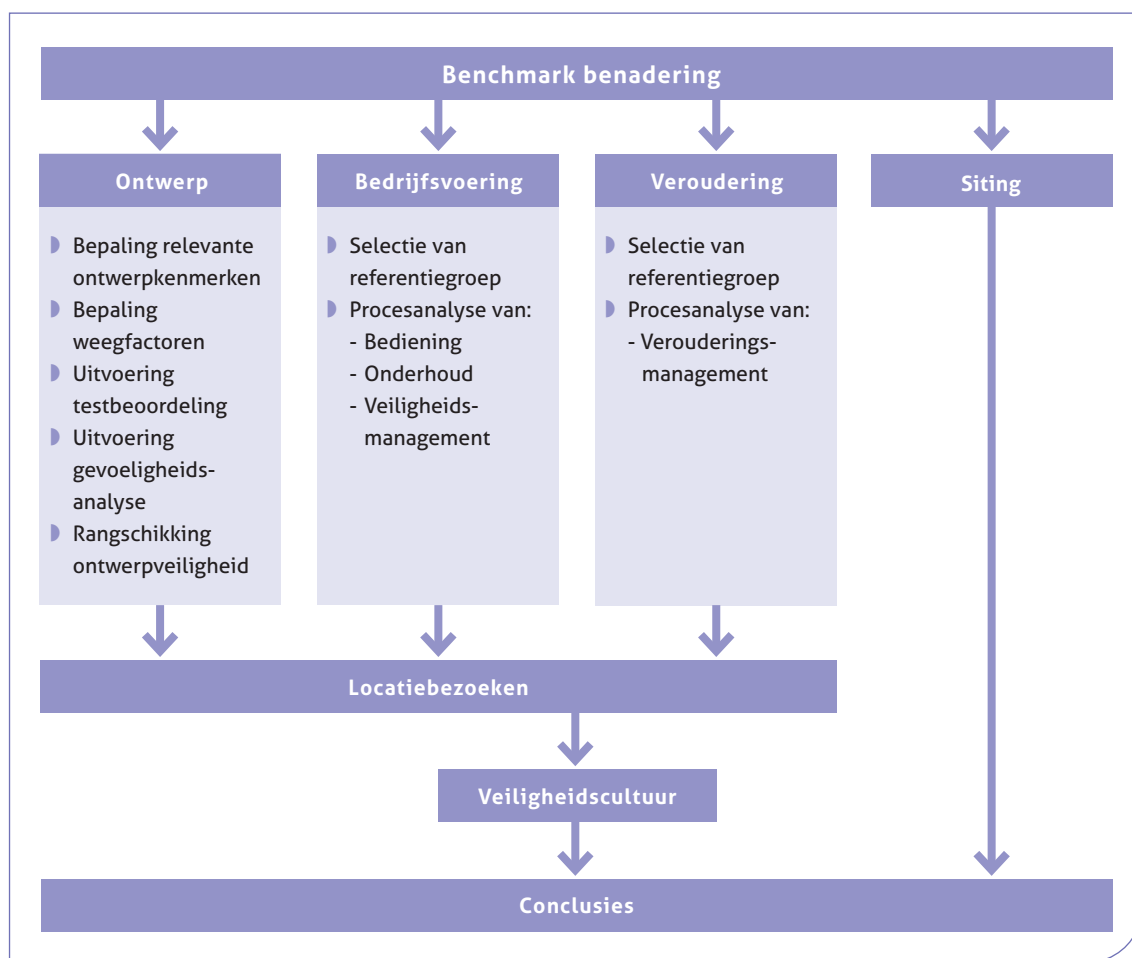 Benchmark benadering
Ontwerp
Bepaling relevante
ontwerpkenmerken
Bepaling
weegfactoren
Uitvoering
testbeoordeling
Uitvoering
gevoeligheids-
analyse
Rangschikking
ontwerpveiligheid
Bedrijfsvoering
Selectie van
referentiegroep
Procesanalyse van:
- Bediening
- Onderhoud
- Veiligheids-
management
Veroudering
Selectie van
referentiegroep
Procesanalyse van:
- Verouderings-
management
Siting
Locatiebezoeken
Veiligheidscultuur
Conclusies